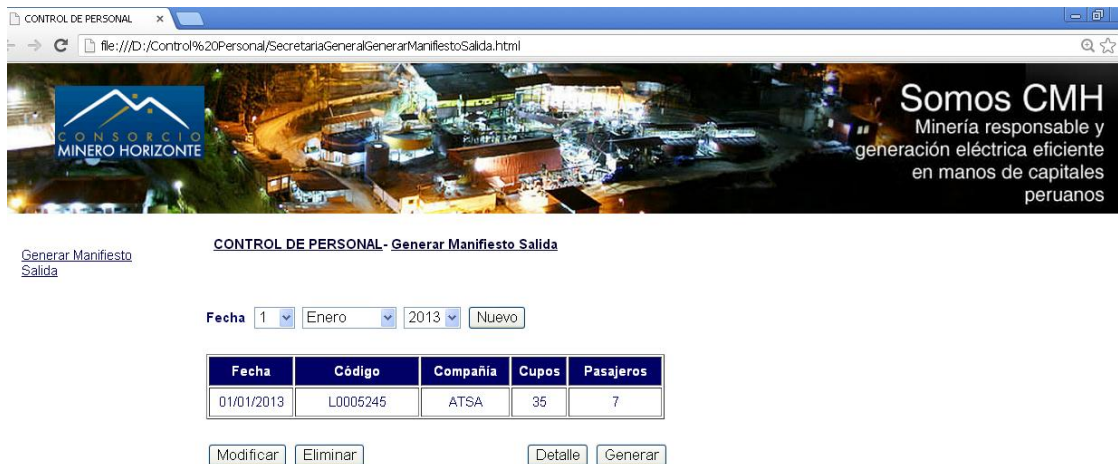 CONTROL DE PERSONAL
file:///D:/Control%20Personal/SecretariaGeneralGenerarManifiestoSalida.html
CONSORCIO
MINERO HORIZONTE
Somos CMH
Minería responsable y
generación eléctrica eficiente
en manos de capitales
peruanos
Generar Manifiesto
Salida
CONTROL DE PERSONAL- Generar Manifiesto Salida
Fecha 1 Enero 2013 Nuevo
Fecha Código Compañía Cupos Pasajeros
01/01/2013 L0005245 ATSA 35 7
Modificar Eliminar Detalle Generar